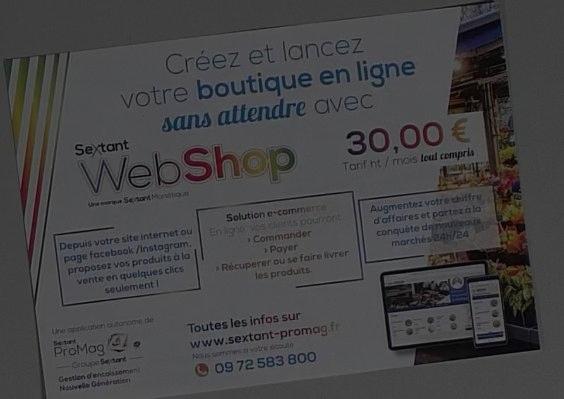 Créez et lancez
votre boutique en ligne
sans attendre avec
Sextant
WebShop
Une marque Sextant Monétique
30,00 €
Tarif ht / mois tout compris
Depuis votre site internet ou
page facebook /Instagram,
proposez vos produits à la
vente en quelques clics
seulement !
Solution e-commerce
En ligne, vos clients pourront
› Commander
› Payer
› Récupérer ou se faire livrer
les produits.
Augmentez votre chiffre
d'affaires et partez à la
conquête de nouveaux
marchés 24h/24
Une application autonome de
Sextant
ProMag
Groupe Sextant
Gestion d'encaissement
Nouvelle Génération
Toutes les infos sur
www.sextant-promag.fr
Nous sommes à votre écoute
09 72 583 800